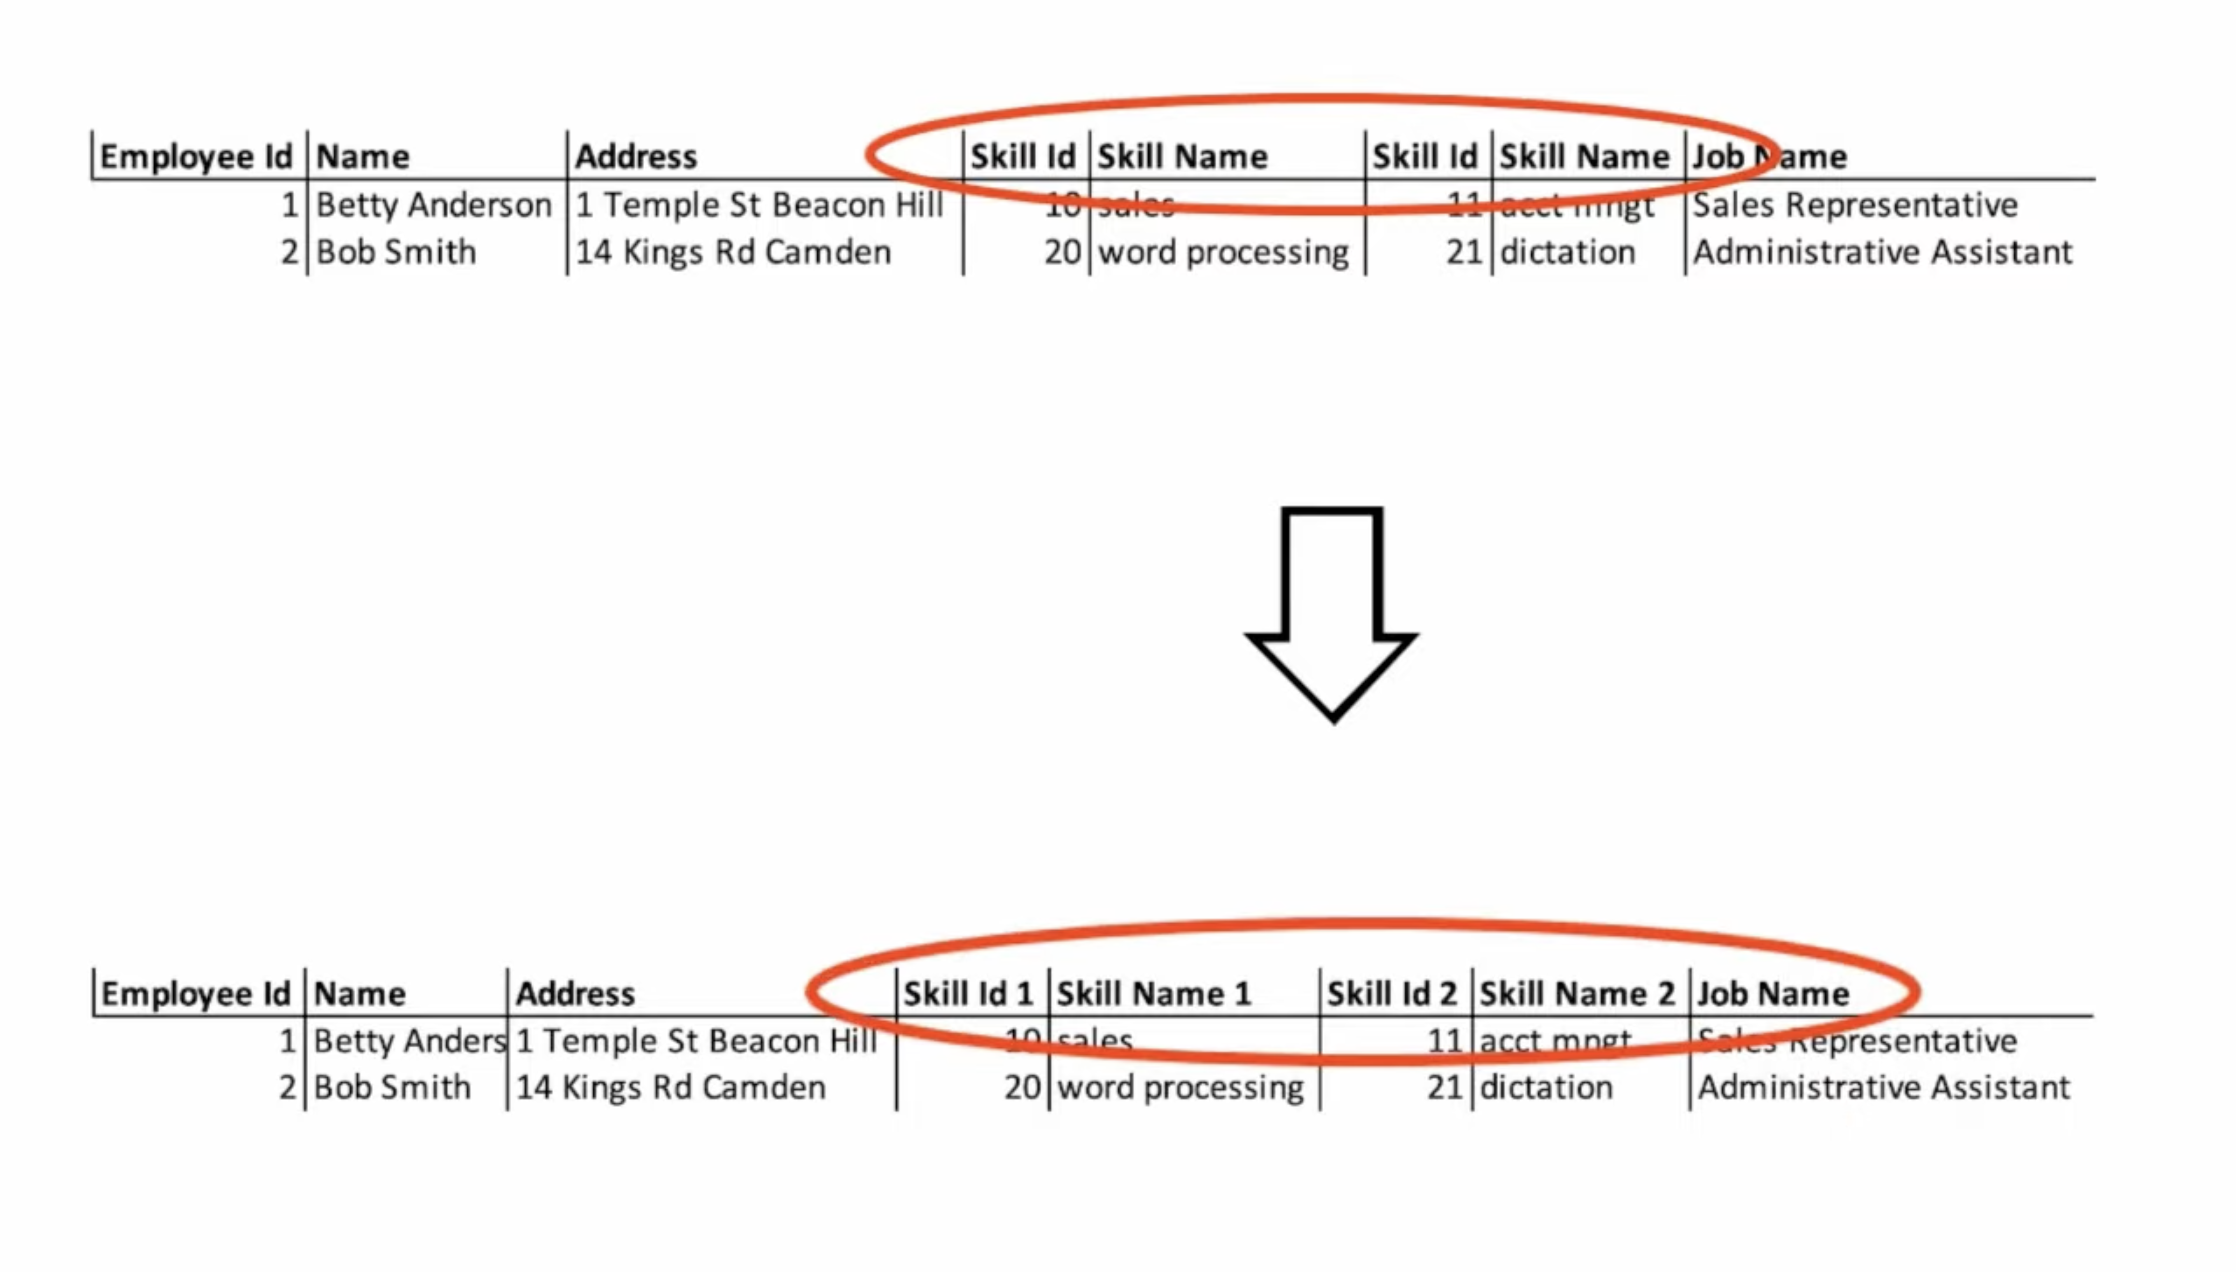 Employee Id Name Address Skill Id Skill Name Skill Id Skill Name Job Name
1 Betty Anderson 1 Temple St Beacon Hill 10 sales 11 acct mngt Sales Representative
2 Bob Smith 14 Kings Rd Camden 20 word processing 21 dictation Administrative Assistant
Employee Id Name Address Skill Id 1 Skill Name 1 Skill Id 2 Skill Name 2 Job Name
1 Betty Anders 1 Temple St Beacon Hill 10 sales 11 acct mngt Sales Representative
2 Bob Smith 14 Kings Rd Camden 20 word processing 21 dictation Administrative Assistant